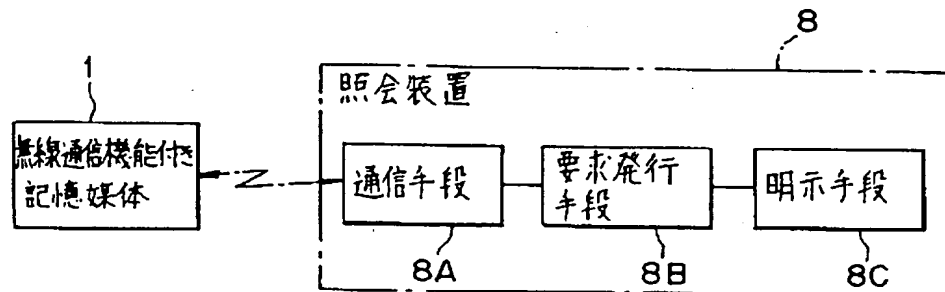 8
1
照会装置
無線通信機能付き
記憶媒体
通信手段
要求発行
手段
明示手段
8A
8B
8C